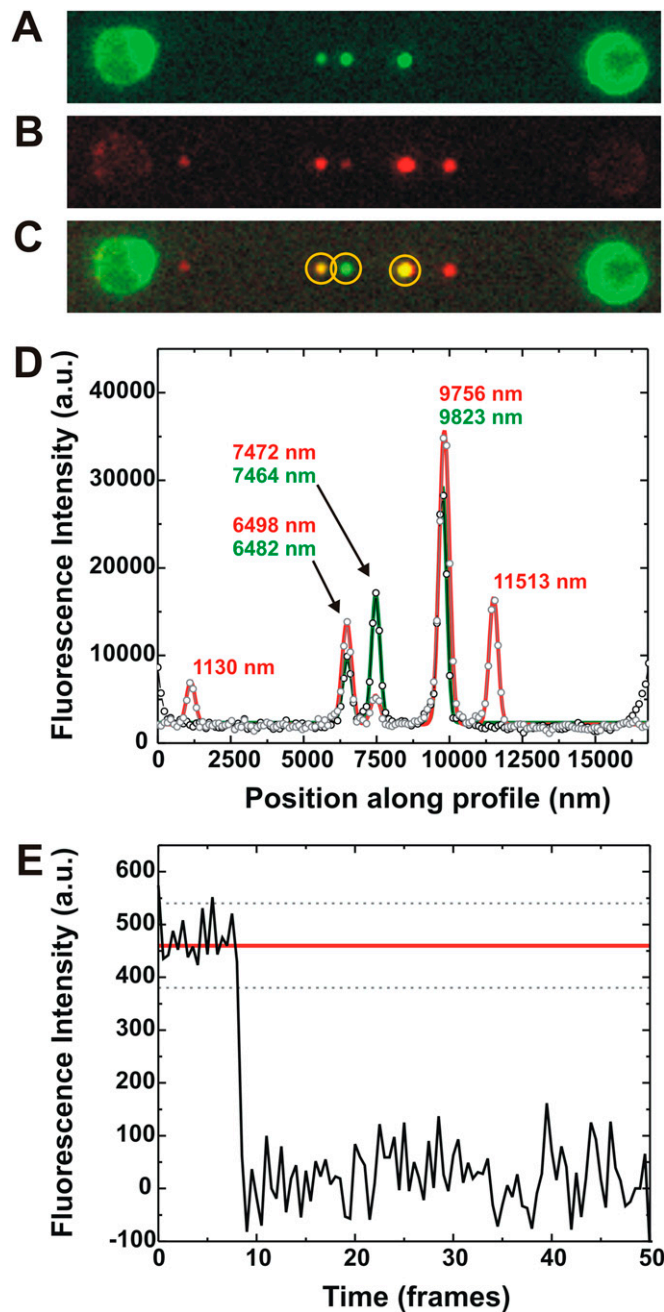 A
B
C
D
Fluorescence Intensity (a.u.)
40000
30000
20000
10000
0
9756 nm
9823 nm
7472 nm
7464 nm
6498 nm
6482 nm
11513 nm
1130 nm
0 2500 5000 7500 10000 12500 15000
Position along profile (nm)
E
Fluorescence Intensity (a.u.)
600
500
400
300
200
100
0
-100
0 10 20 30 40 50
Time (frames)